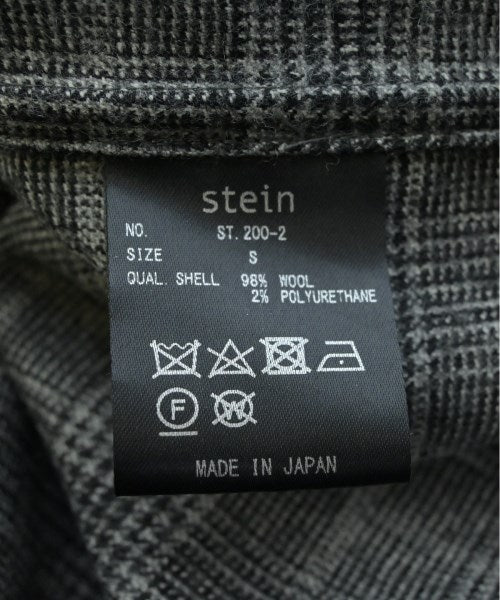 stein
NO. ST.200-2
SIZE S
QUAL. SHELL 98% WOOL
2% POLYURETHANE
F W
MADE IN JAPAN